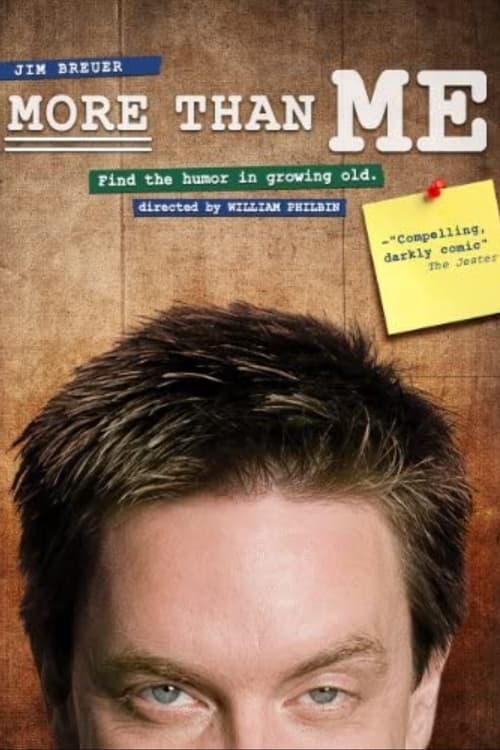 JIM BREUER
MORE THAN ME
Find the humor in growing old.
directed by WILLIAM PHILBIN
-"Compelling,
darkly comic"
The Jester